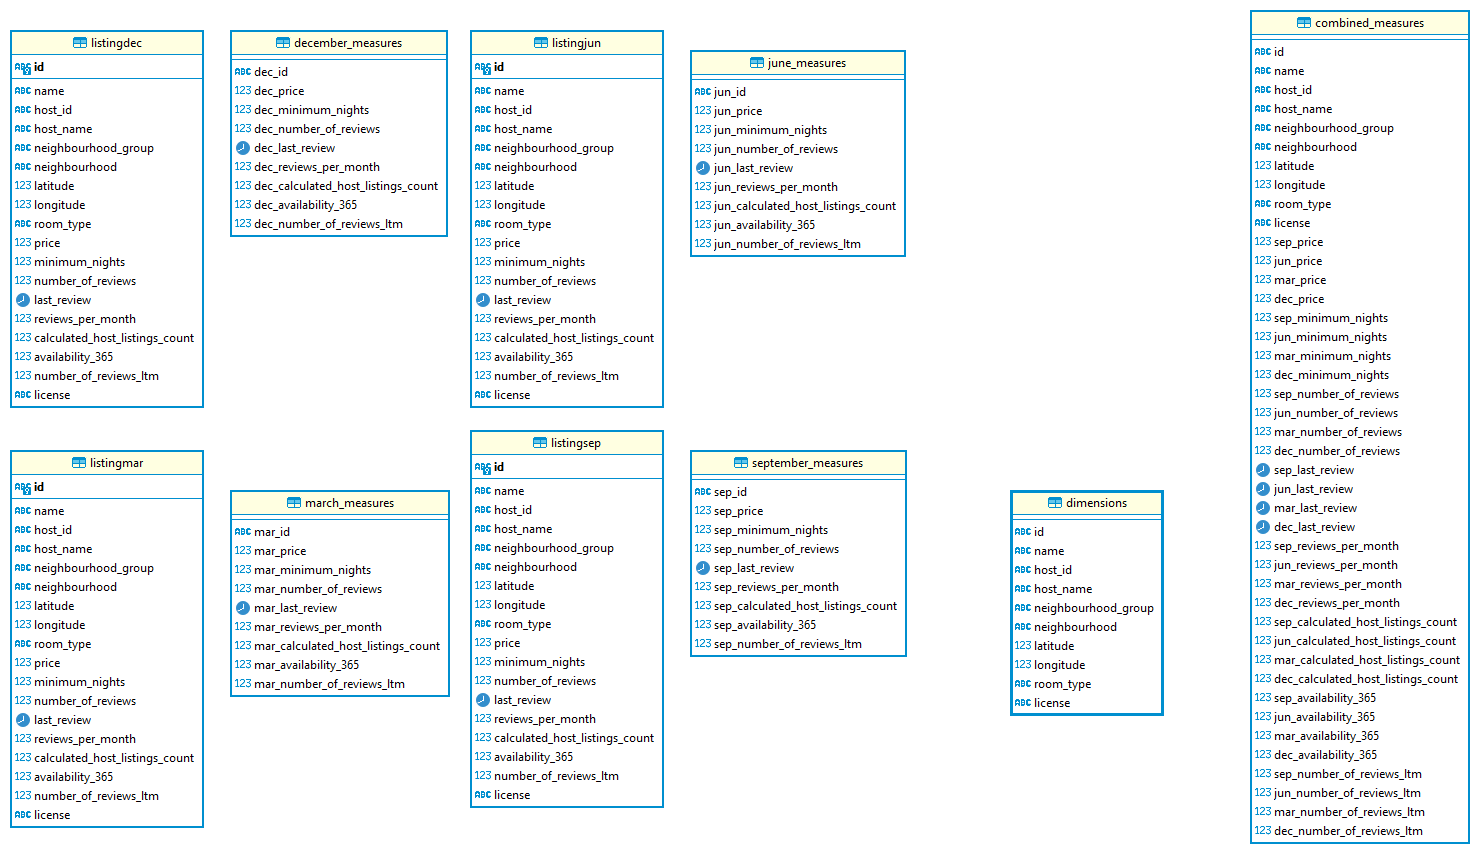 listingdec
ABC id
ABC name
ABC host_id
ABC host_name
ABC neighbourhood_group
ABC neighbourhood
123 latitude
123 longitude
ABC room_type
123 price
123 minimum_nights
123 number_of_reviews
last_review
123 reviews_per_month
123 calculated_host_listings_count
123 availability_365
123 number_of_reviews_ltm
ABC license
december_measures
ABC dec_id
123 dec_price
123 dec_minimum_nights
123 dec_number_of_reviews
dec_last_review
123 dec_reviews_per_month
123 dec_calculated_host_listings_count
123 dec_availability_365
123 dec_number_of_reviews_ltm
listingjun
ABC id
ABC name
ABC host_id
ABC host_name
ABC neighbourhood_group
ABC neighbourhood
123 latitude
123 longitude
ABC room_type
123 price
123 minimum_nights
123 number_of_reviews
last_review
123 reviews_per_month
123 calculated_host_listings_count
123 availability_365
123 number_of_reviews_ltm
ABC license
june_measures
ABC jun_id
123 jun_price
123 jun_minimum_nights
123 jun_number_of_reviews
jun_last_review
123 jun_reviews_per_month
123 jun_calculated_host_listings_count
123 jun_availability_365
123 jun_number_of_reviews_ltm
listingmar
ABC id
ABC name
ABC host_id
ABC host_name
ABC neighbourhood_group
ABC neighbourhood
123 latitude
123 longitude
ABC room_type
123 price
123 minimum_nights
123 number_of_reviews
last_review
123 reviews_per_month
123 calculated_host_listings_count
123 availability_365
123 number_of_reviews_ltm
ABC license
march_measures
ABC mar_id
123 mar_price
123 mar_minimum_nights
123 mar_number_of_reviews
mar_last_review
123 mar_reviews_per_month
123 mar_calculated_host_listings_count
123 mar_availability_365
123 mar_number_of_reviews_ltm
listingsep
ABC id
ABC name
ABC host_id
ABC host_name
ABC neighbourhood_group
ABC neighbourhood
123 latitude
123 longitude
ABC room_type
123 price
123 minimum_nights
123 number_of_reviews
last_review
123 reviews_per_month
123 calculated_host_listings_count
123 availability_365
123 number_of_reviews_ltm
ABC license
september_measures
ABC sep_id
123 sep_price
123 sep_minimum_nights
123 sep_number_of_reviews
sep_last_review
123 sep_reviews_per_month
123 sep_calculated_host_listings_count
123 sep_availability_365
123 sep_number_of_reviews_ltm
dimensions
ABC id
ABC name
ABC host_id
ABC host_name
ABC neighbourhood_group
ABC neighbourhood
123 latitude
123 longitude
ABC room_type
ABC license
combined_measures
ABC id
ABC name
ABC host_id
ABC host_name
ABC neighbourhood_group
ABC neighbourhood
123 latitude
123 longitude
ABC room_type
ABC license
123 sep_price
123 jun_price
123 mar_price
123 dec_price
123 sep_minimum_nights
123 jun_minimum_nights
123 mar_minimum_nights
123 dec_minimum_nights
123 sep_number_of_reviews
123 jun_number_of_reviews
123 mar_number_of_reviews
123 dec_number_of_reviews
sep_last_review
jun_last_review
mar_last_review
dec_last_review
123 sep_reviews_per_month
123 jun_reviews_per_month
123 mar_reviews_per_month
123 dec_reviews_per_month
123 sep_calculated_host_listings_count
123 jun_calculated_host_listings_count
123 mar_calculated_host_listings_count
123 dec_calculated_host_listings_count
123 sep_availability_365
123 jun_availability_365
123 mar_availability_365
123 dec_availability_365
123 sep_number_of_reviews_ltm
123 jun_number_of_reviews_ltm
123 mar_number_of_reviews_ltm
123 dec_number_of_reviews_ltm